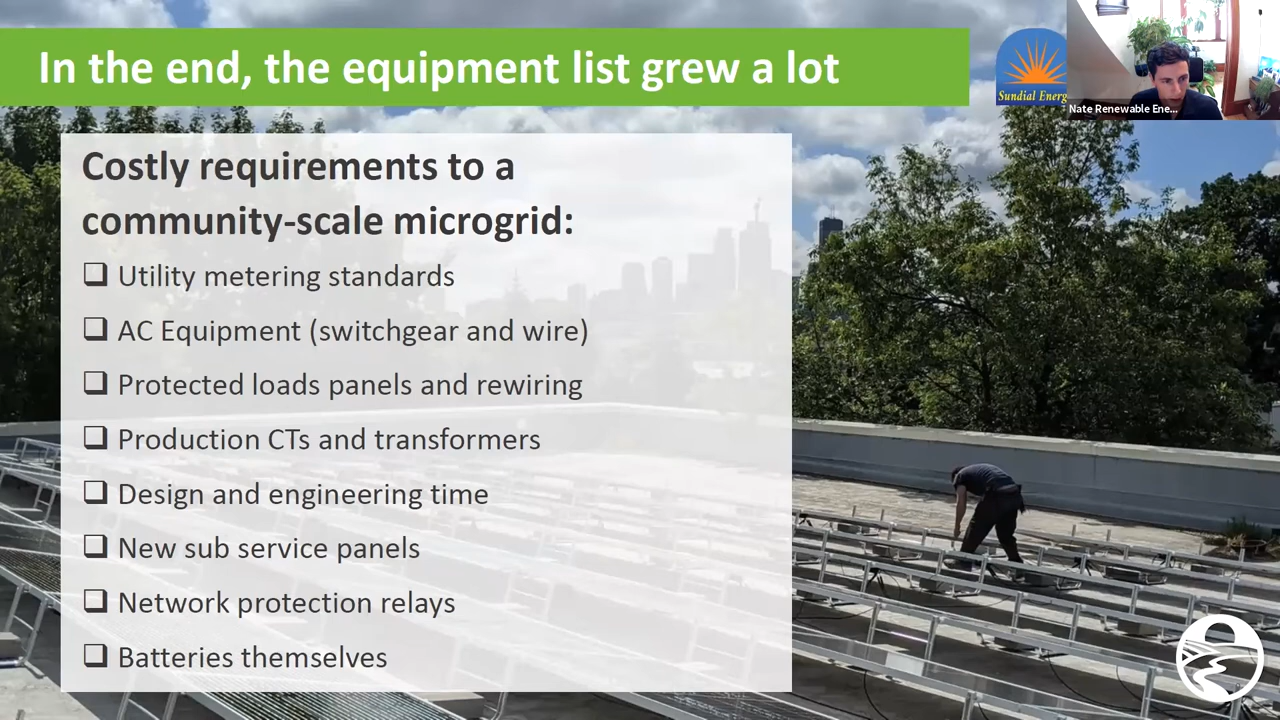 In the end, the equipment list grew a lot
Sundial Energ
Nate Renewable Ene...
Costly requirements to a
community-scale microgrid:
Utility metering standards
AC Equipment (switchgear and wire)
Protected loads panels and rewiring
Production CTs and transformers
Design and engineering time
New sub service panels
Network protection relays
Batteries themselves